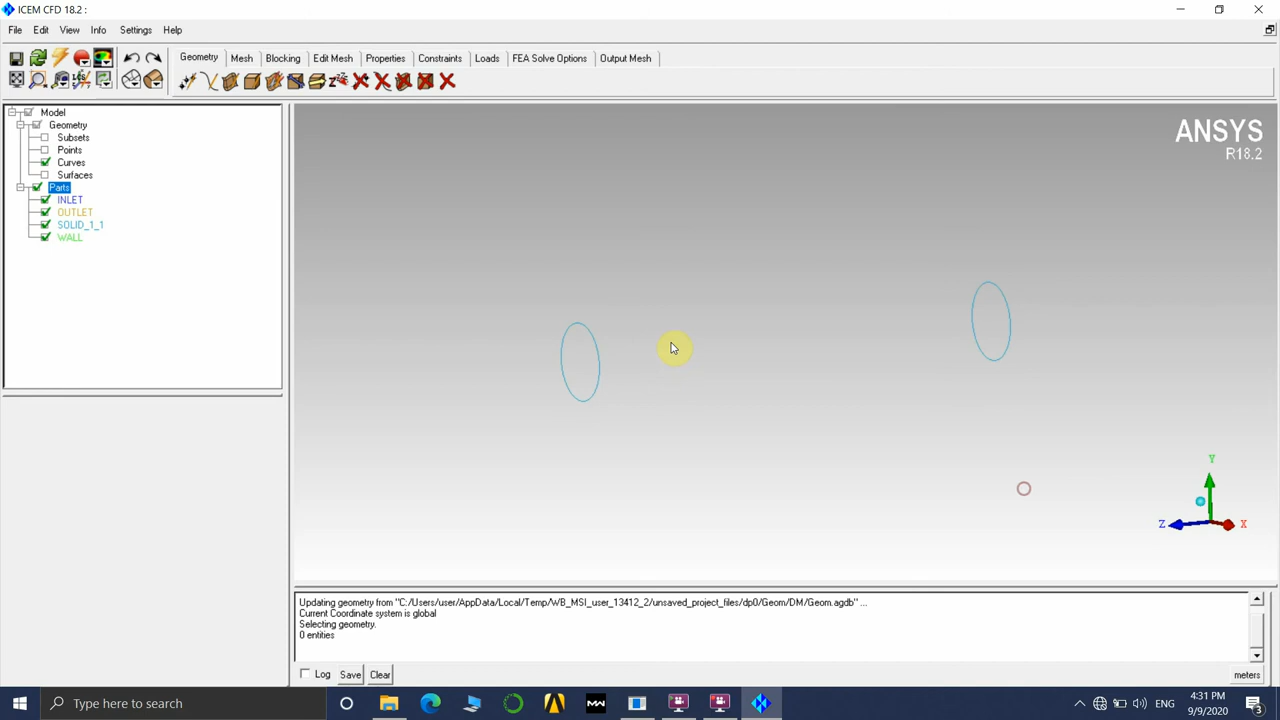 ICEM CFD 18.2 :
File Edit View Info Settings Help
Geometry Mesh Blocking Edit Mesh Properties Constraints Loads FEA Solve Options Output Mesh
Model
Geometry
Subsets
Points
Curves
Surfaces
Parts
INLET
OUTLET
SOLID_1_1
WALL
ANSYS
R18.2
Y
Z
X
Updating geometry from "C:/Users/user/AppData/Local/Temp/WB_MSI_user_13412_2/unsaved_project_files/dp0/Geom/DM/Geom.agdb" ...
Current Coordinate system is global
Selecting geometry.
0 entities
Log Save Clear
meters
Type here to search
ENG
4:31 PM
9/9/2020
3